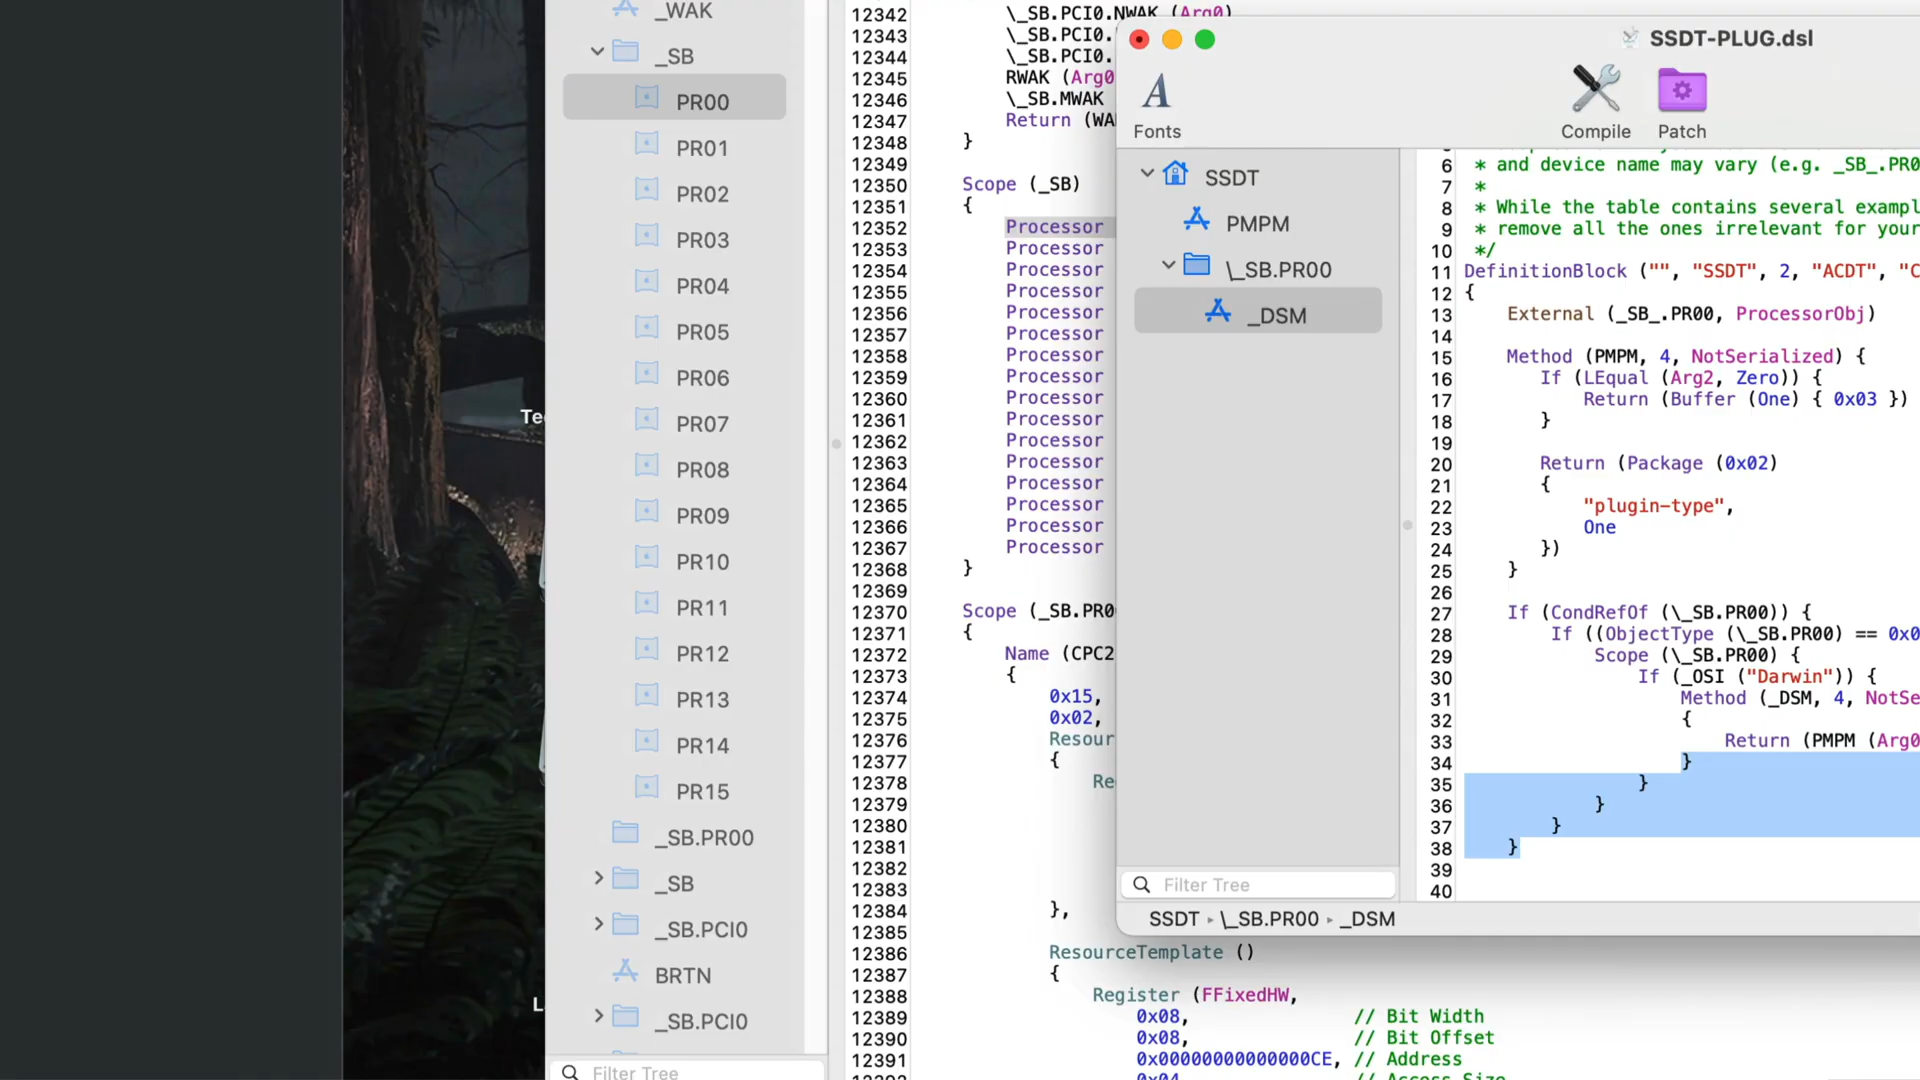 _WAK
_SB
PR00
PR01
PR02
PR03
PR04
PR05
PR06
PR07
PR08
PR09
PR10
PR11
PR12
PR13
PR14
PR15
_SB.PR00
_SB
_SB.PCI0
BRTN
_SB.PCI0
Filter Tree
Te
L
12342 \_SB.PCI0.NWAK (Arg0)
12343 \_SB.PCI0.
12344 \_SB.PCI0.
12345 RWAK (Arg0
12346 \_SB.MWAK
12347 Return (WA
12348 }
12349
12350 Scope (_SB)
12351 {
12352 Processor
12353 Processor
12354 Processor
12355 Processor
12356 Processor
12357 Processor
12358 Processor
12359 Processor
12360 Processor
12361 Processor
12362 Processor
12363 Processor
12364 Processor
12365 Processor
12366 Processor
12367 Processor
12368 }
12369
12370 Scope (_SB.PR0
12371 {
12372 Name (CPC2
12373 {
12374 0x15,
12375 0x02,
12376 Resour
12377 {
12378 Re
12379
12380
12381
12382
12383
12384 },
12385
12386 ResourceTemplate ()
12387 {
12388 Register (FFixedHW,
12389 0x08, // Bit Width
12390 0x08, // Bit Offset
12391 0x00000000000000CE, // Address
0x04 // Access Size
SSDT-PLUG.dsl
Fonts
Compile
Patch
SSDT
PMPM
\_SB.PR00
_DSM
Filter Tree
SSDT ▸ \_SB.PR00 ▸ _DSM
6 * and device name may vary (e.g. _SB_.PR0
7 *
8 * While the table contains several exampl
9 * remove all the ones irrelevant for your
10 */
11 DefinitionBlock ("", "SSDT", 2, "ACDT", "C
12 {
13 External (_SB_.PR00, ProcessorObj)
14
15 Method (PMPM, 4, NotSerialized) {
16 If (LEqual (Arg2, Zero)) {
17 Return (Buffer (One) { 0x03 })
18 }
19
20 Return (Package (0x02)
21 {
22 "plugin-type",
23 One
24 })
25 }
26
27 If (CondRefOf (\_SB.PR00)) {
28 If ((ObjectType (\_SB.PR00) == 0x0
29 Scope (\_SB.PR00) {
30 If (_OSI ("Darwin")) {
31 Method (_DSM, 4, NotSe
32 {
33 Return (PMPM (Arg0
34 }
35 }
36 }
37 }
38 }
39
40